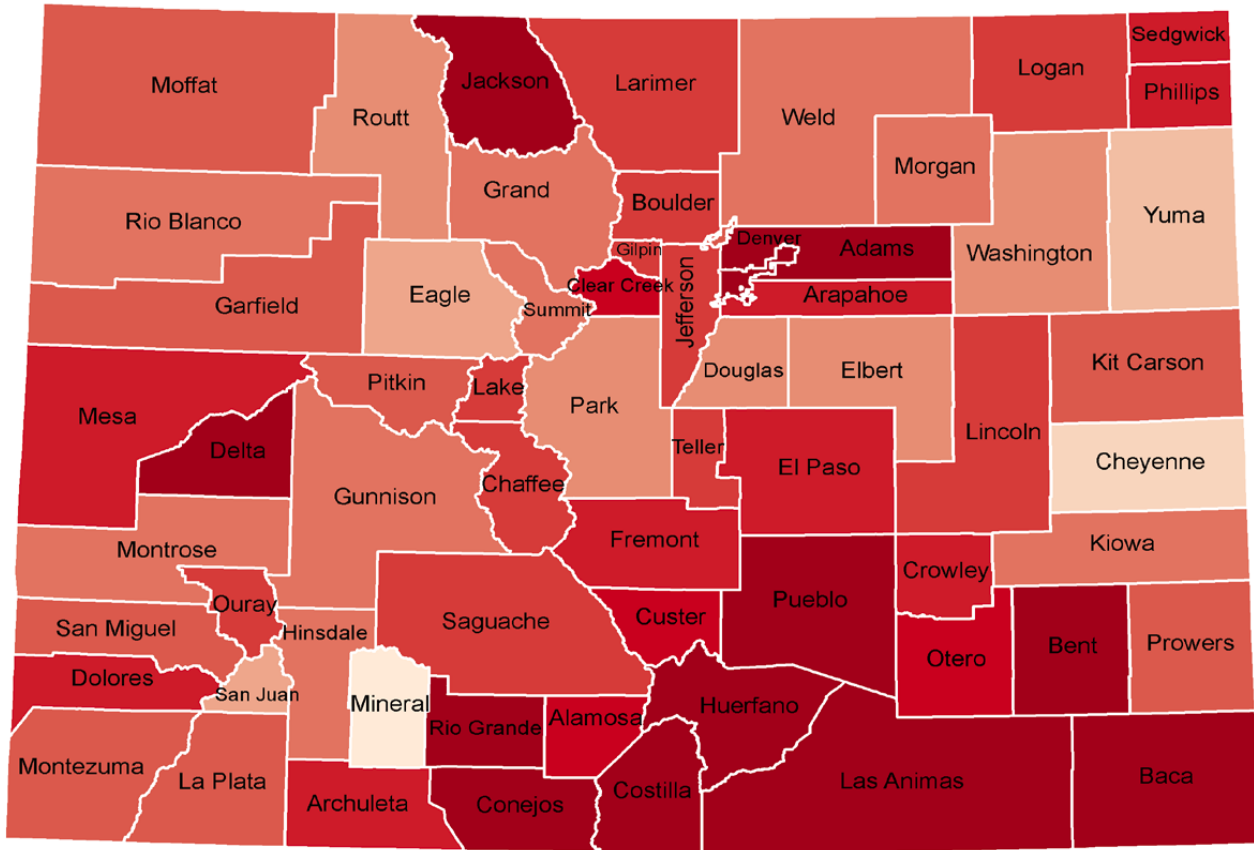 Sedgwick
Moffat
Jackson
Larimer
Logan
Phillips
Routt
Weld
Morgan
Grand
Boulder
Rio Blanco
Yuma
Gilpin
Denver
Adams
Washington
Eagle
Clear Creek
Arapahoe
Garfield
Summit
Jefferson
Kit Carson
Pitkin
Lake
Douglas
Elbert
Park
Mesa
Lincoln
Delta
Teller
Cheyenne
El Paso
Chaffee
Gunnison
Fremont
Kiowa
Montrose
Crowley
Pueblo
Ouray
Custer
Saguache
San Miguel
Hinsdale
Bent
Prowers
Otero
Dolores
San Juan
Mineral
Huerfano
Alamosa
Rio Grande
Montezuma
La Plata
Las Animas
Baca
Costilla
Archuleta
Conejos